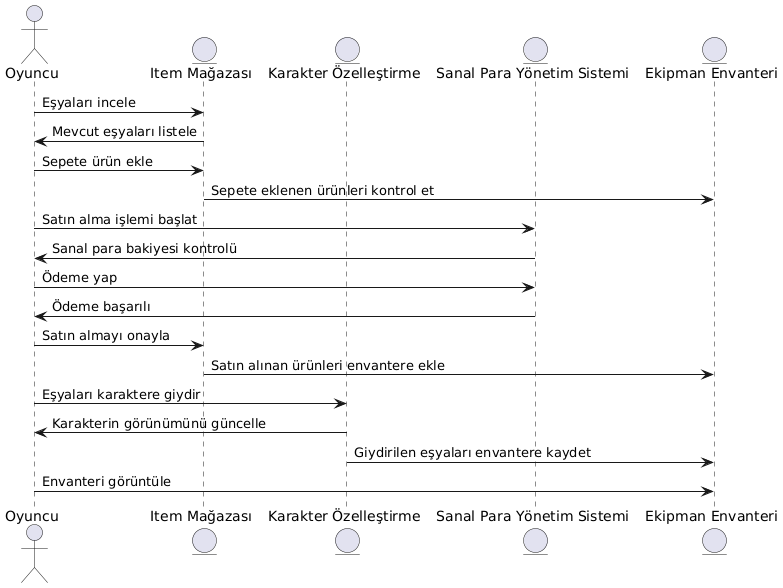 Oyuncu Item Mağazası Karakter Özelleştirme Sanal Para Yönetim Sistemi Ekipman Envanteri
Eşyaları incele
Mevcut eşyaları listele
Sepete ürün ekle
Sepete eklenen ürünleri kontrol et
Satın alma işlemi başlat
Sanal para bakiyesi kontrolü
Ödeme yap
Ödeme başarılı
Satın almayı onayla
Satın alınan ürünleri envantere ekle
Eşyaları karaktere giydir
Karakterin görünümünü güncelle
Giydirilen eşyaları envantere kaydet
Envanteri görüntüle
Oyuncu Item Mağazası Karakter Özelleştirme Sanal Para Yönetim Sistemi Ekipman Envanteri